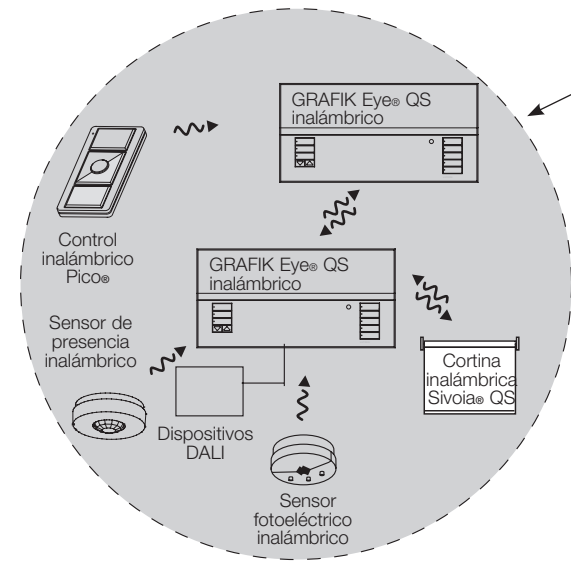 GRAFIK Eye® QS
inalámbrico
Control
inalámbrico
Pico®
GRAFIK Eye® QS
inalámbrico
Sensor de
presencia
inalámbrico
Cortina
inalámbrica
Sivoia® QS
Dispositivos
DALI
Sensor
fotoeléctrico
inalámbrico